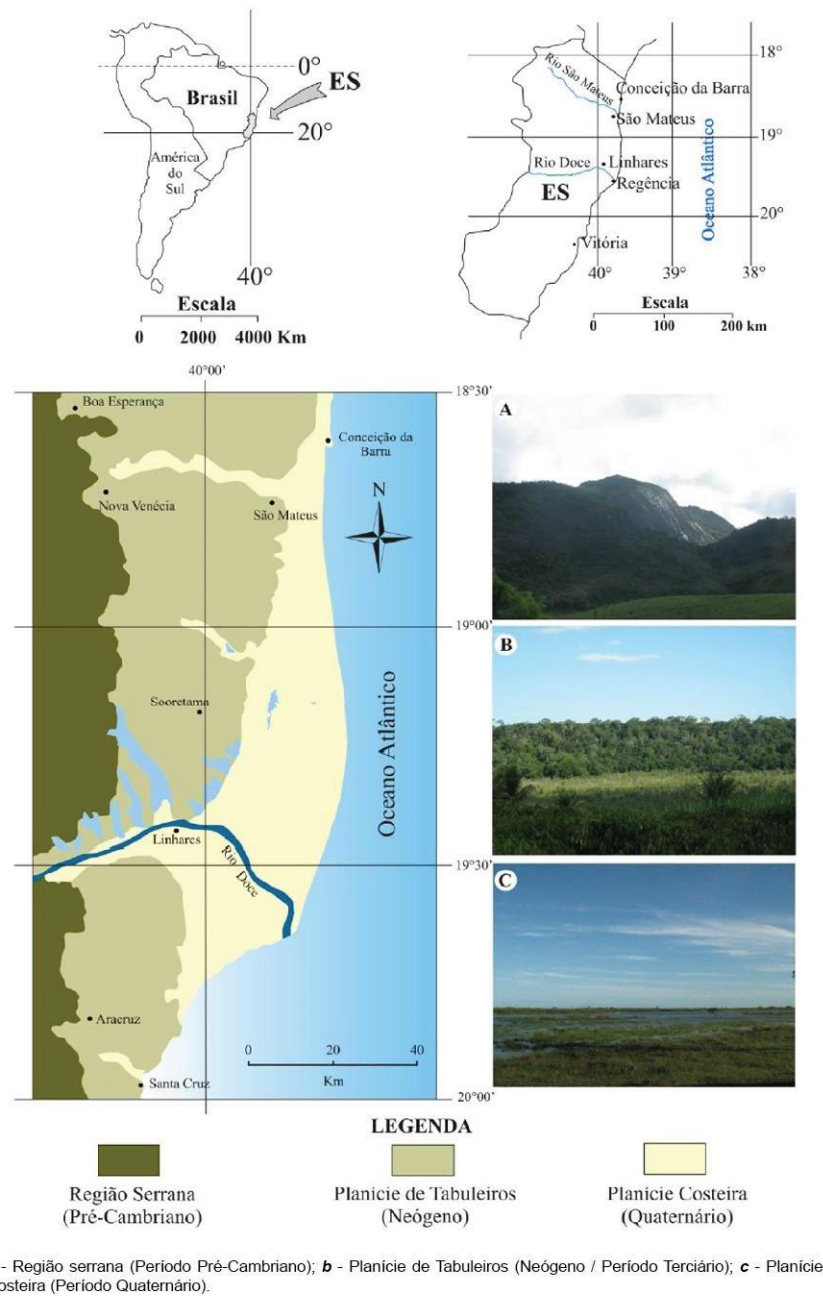 0°
ES
Brasil
20°
América
do
Sul
40°
Escala
0 2000 4000 Km
18°
Rio São Mateus
Conceição da Barra
São Mateus
19°
Rio Doce
Linhares
Regência
ES
20°
Vitória
Oceano Atlântico
40° 39° 38°
Escala
0 100 200 km
40°00'
18°30'
Boa Esperança
Conceição da
Barra
N
Nova Venécia
São Mateus
19°00'
Sooretama
Oceano Atlântico
Linhares
Rio Doce
19°30'
Aracruz
0 20 40
Km
Santa Cruz
20°00'
A
B
C
LEGENDA
Região Serrana
(Pré-Cambriano)
Planície de Tabuleiros
(Neógeno)
Planície Costeira
(Quaternário)
- Região serrana (Período Pré-Cambriano); b - Planície de Tabuleiros (Neógeno / Período Terciário); c - Planície
osteira (Período Quaternário).